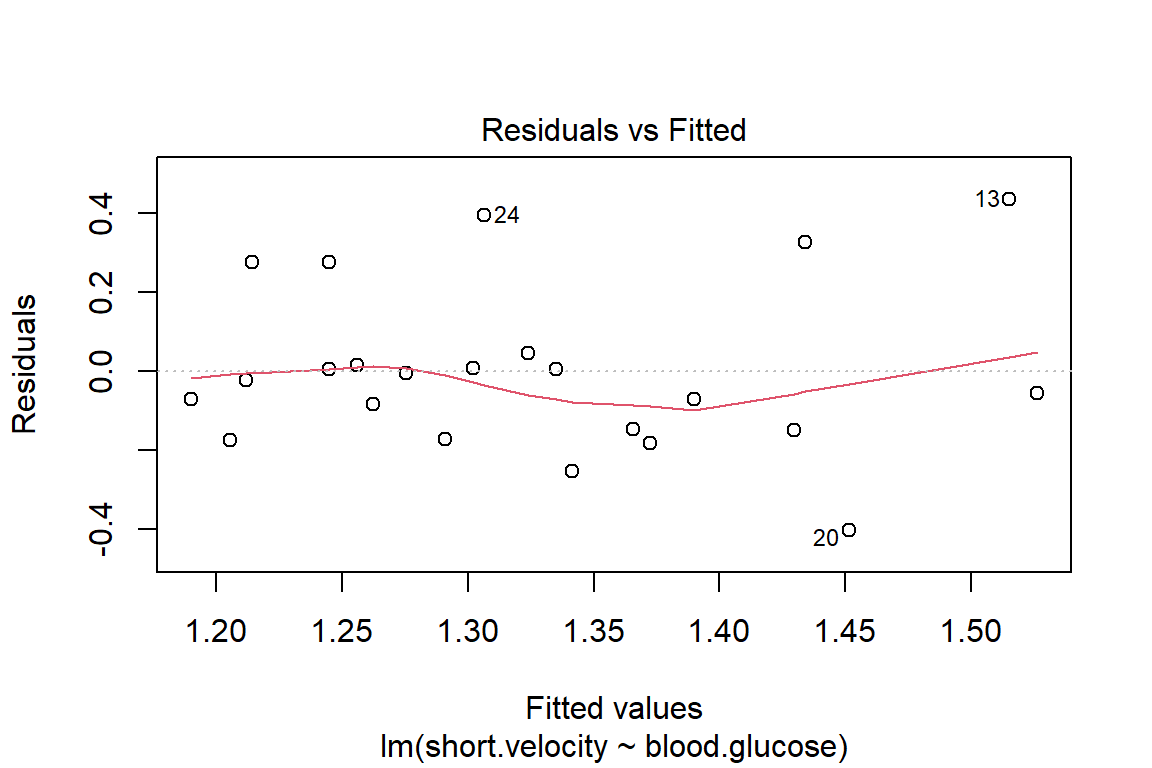 Residuals vs Fitted
Residuals
0.4
0.2
0.0
-0.4
24
13
20
1.20 1.25 1.30 1.35 1.40 1.45 1.50
Fitted values
lm(short.velocity ~ blood.glucose)